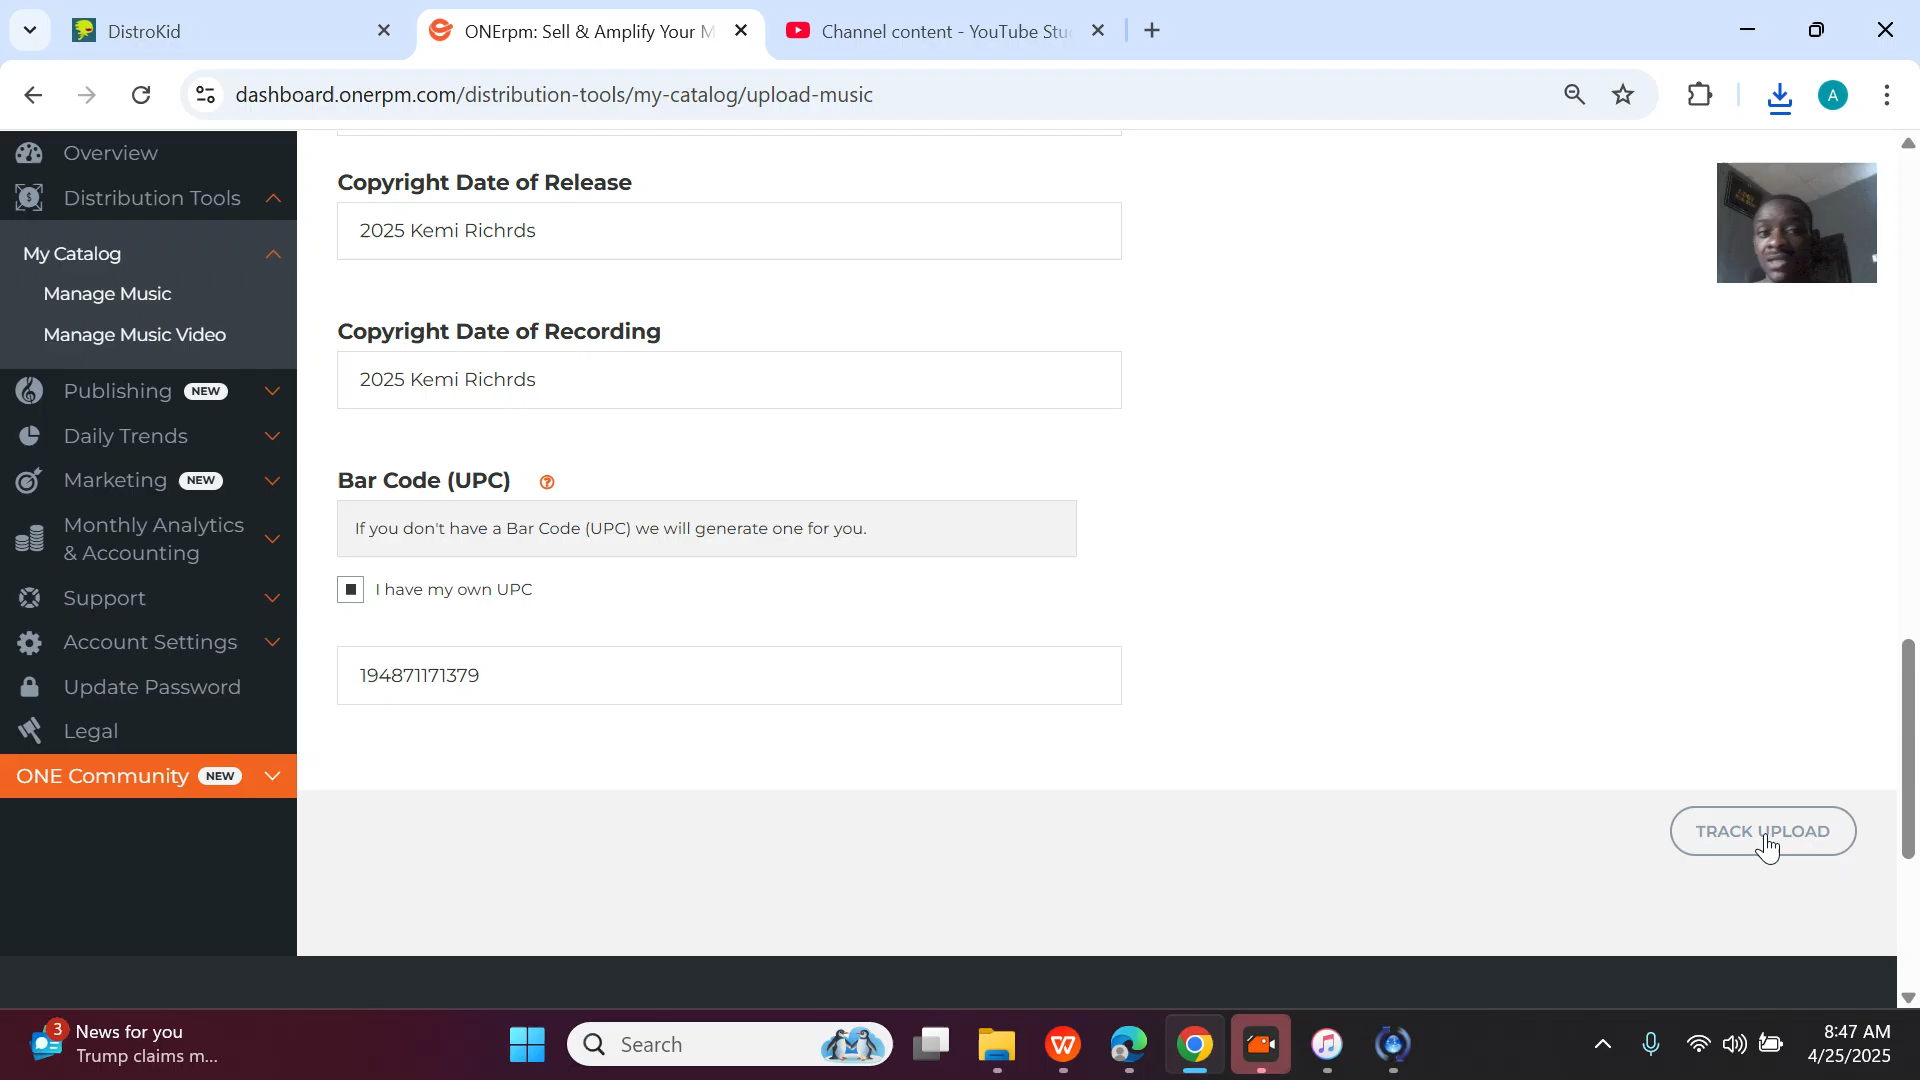 DistroKid
ONErpm: Sell & Amplify Your M
Channel content - YouTube Stu
dashboard.onerpm.com/distribution-tools/my-catalog/upload-music
A
Overview
Distribution Tools
My Catalog
Manage Music
Manage Music Video
Publishing NEW
Daily Trends
Marketing NEW
Monthly Analytics
& Accounting
Support
Account Settings
Update Password
Legal
ONE Community NEW
Copyright Date of Release
2025 Kemi Richrds
Copyright Date of Recording
2025 Kemi Richrds
Bar Code (UPC) ?
If you don't have a Bar Code (UPC) we will generate one for you.
I have my own UPC
194871171379
TRACK UPLOAD
3
News for you
Trump claims m...
Search
8:47 AM
4/25/2025